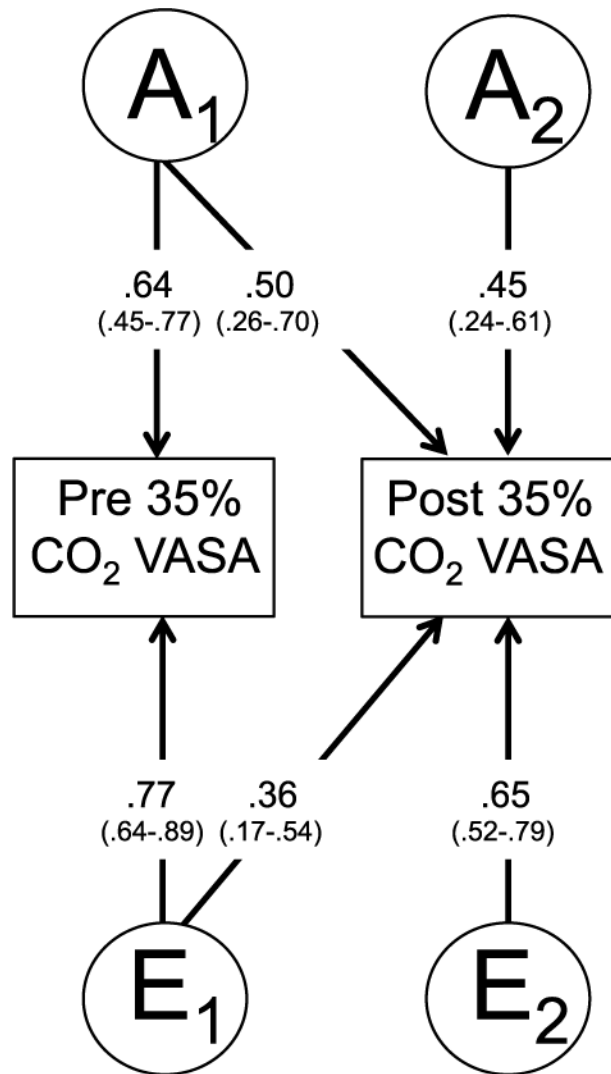 A₁ A₂
.64 .50 .45
(.45-.77) (.26-.70) (.24-.61)
Pre 35%
CO₂ VASA
Post 35%
CO₂ VASA
.77 .36 .65
(.64-.89) (.17-.54) (.52-.79)
E₁ E₂